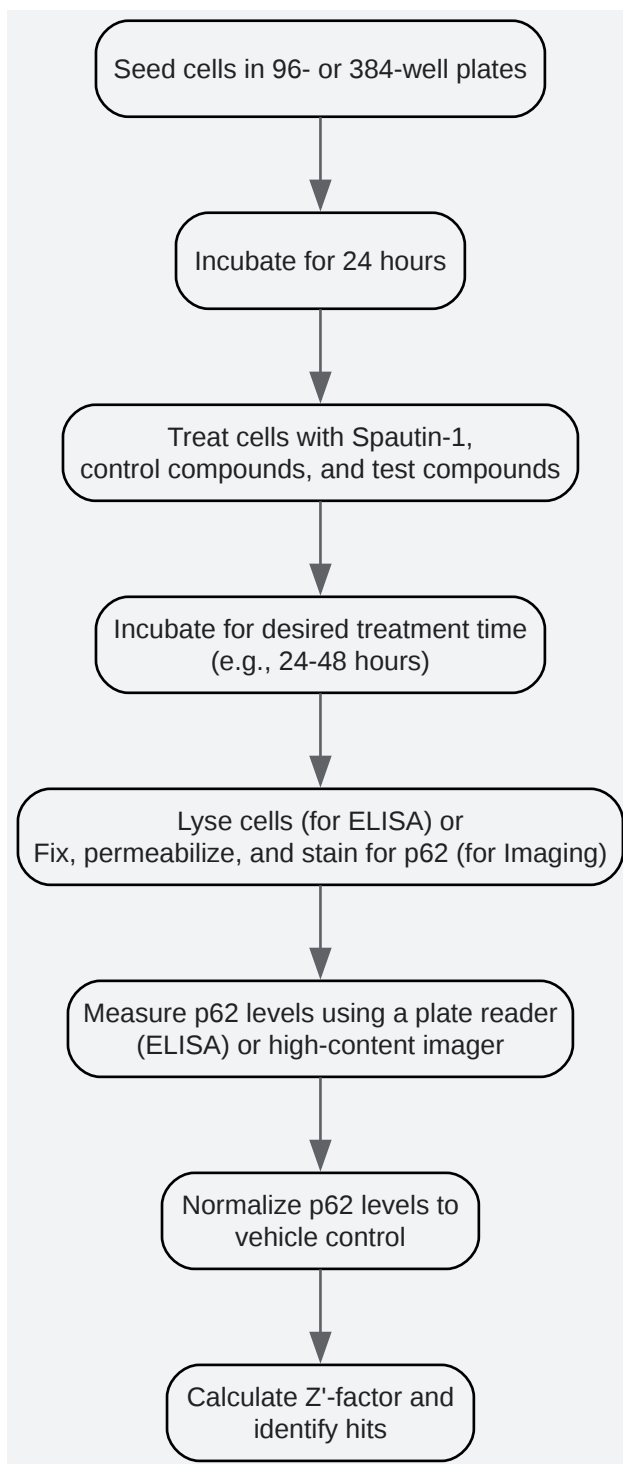 Seed cells in 96- or 384-well plates
Incubate for 24 hours
Treat cells with Spautin-1,
control compounds, and test compounds
Incubate for desired treatment time
(e.g., 24-48 hours)
Lyse cells (for ELISA) or
Fix, permeabilize, and stain for p62 (for Imaging)
Measure p62 levels using a plate reader
(ELISA) or high-content imager
Normalize p62 levels to
vehicle control
Calculate Z'-factor and
identify hits